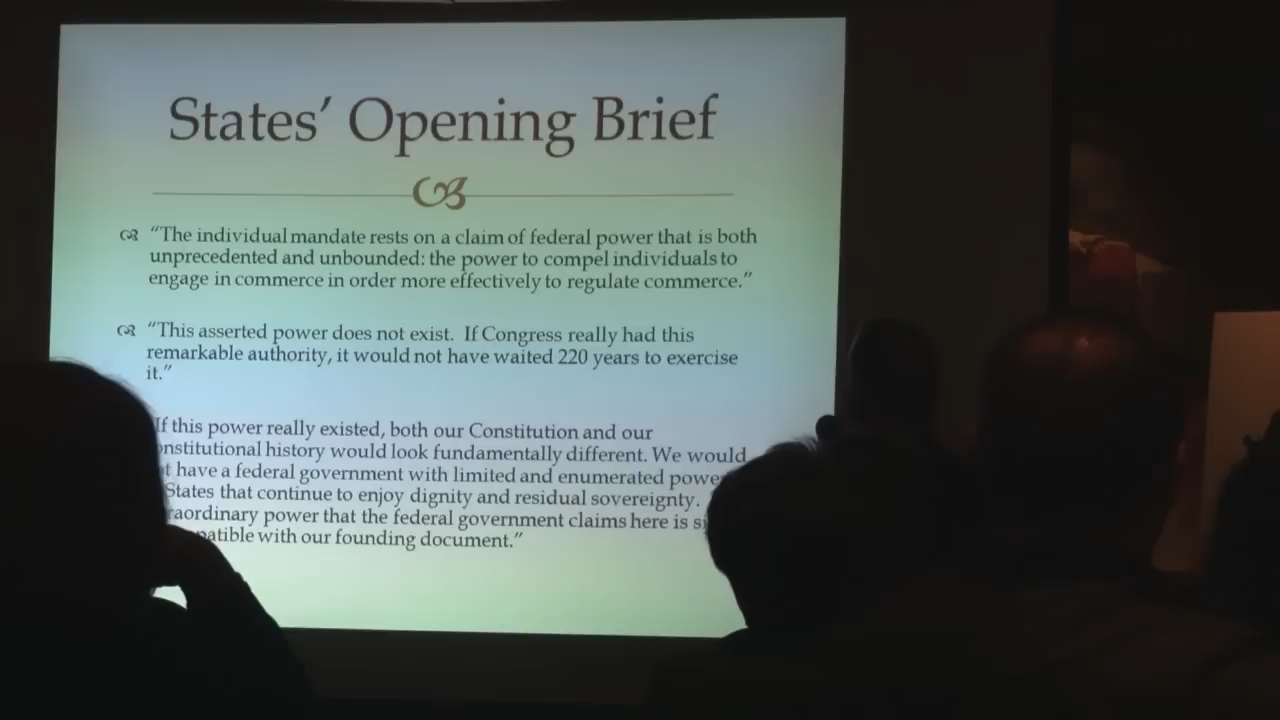 States’ Opening Brief
“The individual mandate rests on a claim of federal power that is both
unprecedented and unbounded: the power to compel individuals to
engage in commerce in order more effectively to regulate commerce.”
“This asserted power does not exist. If Congress really had this
remarkable authority, it would not have waited 220 years to exercise
it.”
If this power really existed, both our Constitution and our
history would look fundamentally different. We would
have a federal government with limited and enumerated
States that continue to enjoy dignity and residual sovereignty.
power that the federal government claims here is
with our founding document.”